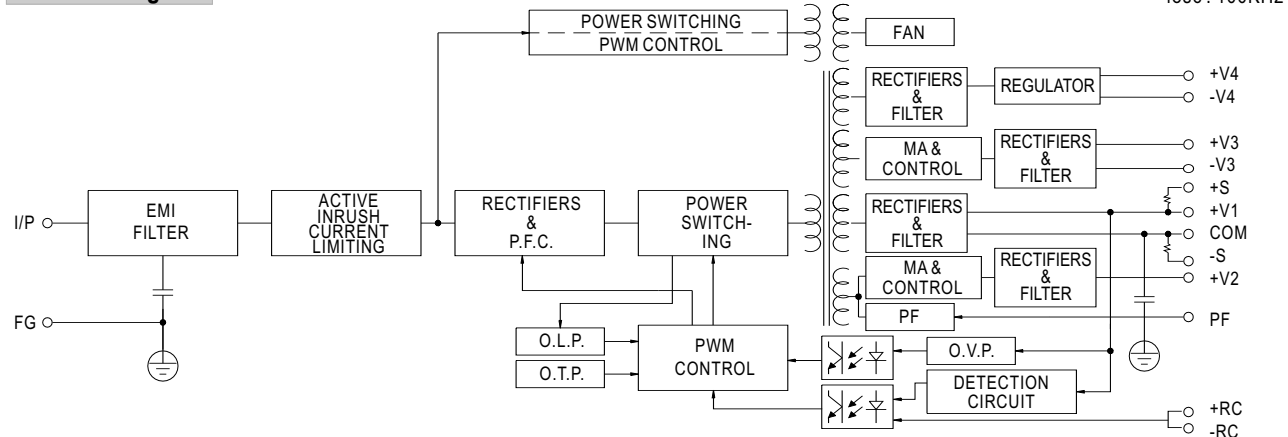 POWER SWITCHING
PWM CONTROL
FAN
RECTIFIERS
&
FILTER
REGULATOR
+V4
-V4
MA &
CONTROL
RECTIFIERS
&
FILTER
+V3
-V3
+S
I/P
EMI
FILTER
ACTIVE
INRUSH
CURRENT
LIMITING
RECTIFIERS
&
P.F.C.
POWER
SWITCH-
ING
RECTIFIERS
&
FILTER
+V1
COM
-S
MA &
CONTROL
RECTIFIERS
&
FILTER
+V2
FG
PF
PF
O.L.P.
O.T.P.
PWM
CONTROL
O.V.P.
DETECTION
CIRCUIT
+RC
-RC